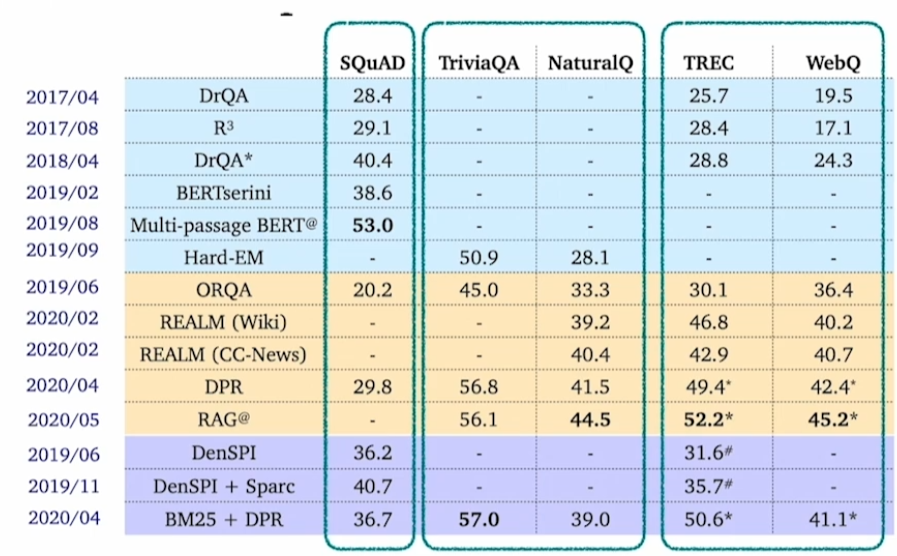 SQuAD TriviaQA NaturalQ TREC WebQ
2017/04 DrQA 28.4 - - 25.7 19.5
2017/08 R³ 29.1 - - 28.4 17.1
2018/04 DrQA* 40.4 - - 28.8 24.3
2019/02 BERTserini 38.6 - - - -
2019/08 Multi-passage BERT@ 53.0 - - - -
2019/09 Hard-EM - 50.9 28.1 - -
2019/06 ORQA 20.2 45.0 33.3 30.1 36.4
2020/02 REALM (Wiki) - - 39.2 46.8 40.2
2020/02 REALM (CC-News) - - 40.4 42.9 40.7
2020/04 DPR 29.8 56.8 41.5 49.4* 42.4*
2020/05 RAG@ - 56.1 44.5 52.2* 45.2*
2019/06 DenSPI 36.2 - - 31.6# -
2019/11 DenSPI + Sparc 40.7 - - 35.7# -
2020/04 BM25 + DPR 36.7 57.0 39.0 50.6* 41.1*